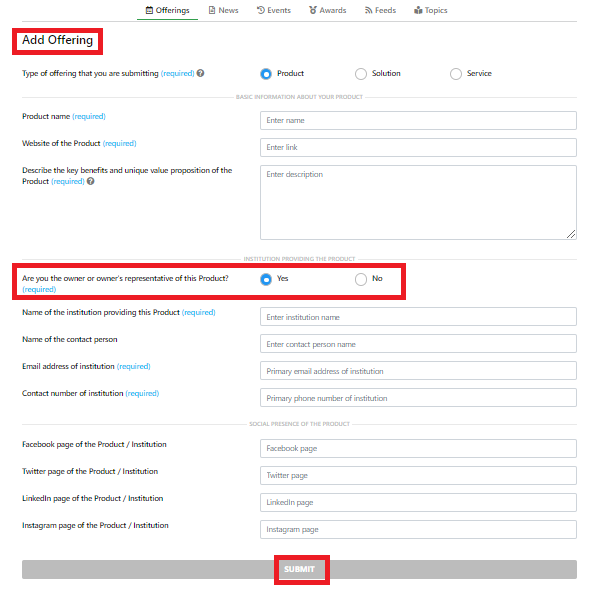 Offerings News Events Awards Feeds Topics
Add Offering
Type of offering that you are submitting (required) Product Solution Service
BASIC INFORMATION ABOUT YOUR PRODUCT
Product name (required) Enter name
Website of the Product (required) Enter link
Describe the key benefits and unique value proposition of the Enter description
Product (required)
INSTITUTION PROVIDING THE PRODUCT
Are you the owner or owner's representative of this Product? Yes No
(required)
Name of the institution providing this Product (required) Enter institution name
Name of the contact person Enter contact person name
Email address of institution (required) Primary email address of institution
Contact number of institution (required) Primary phone number of institution
SOCIAL PRESENCE OF THE PRODUCT
Facebook page of the Product / Institution Facebook page
Twitter page of the Product / Institution Twitter page
LinkedIn page of the Product / Institution LinkedIn page
Instagram page of the Product / Institution Instagram page
SUBMIT